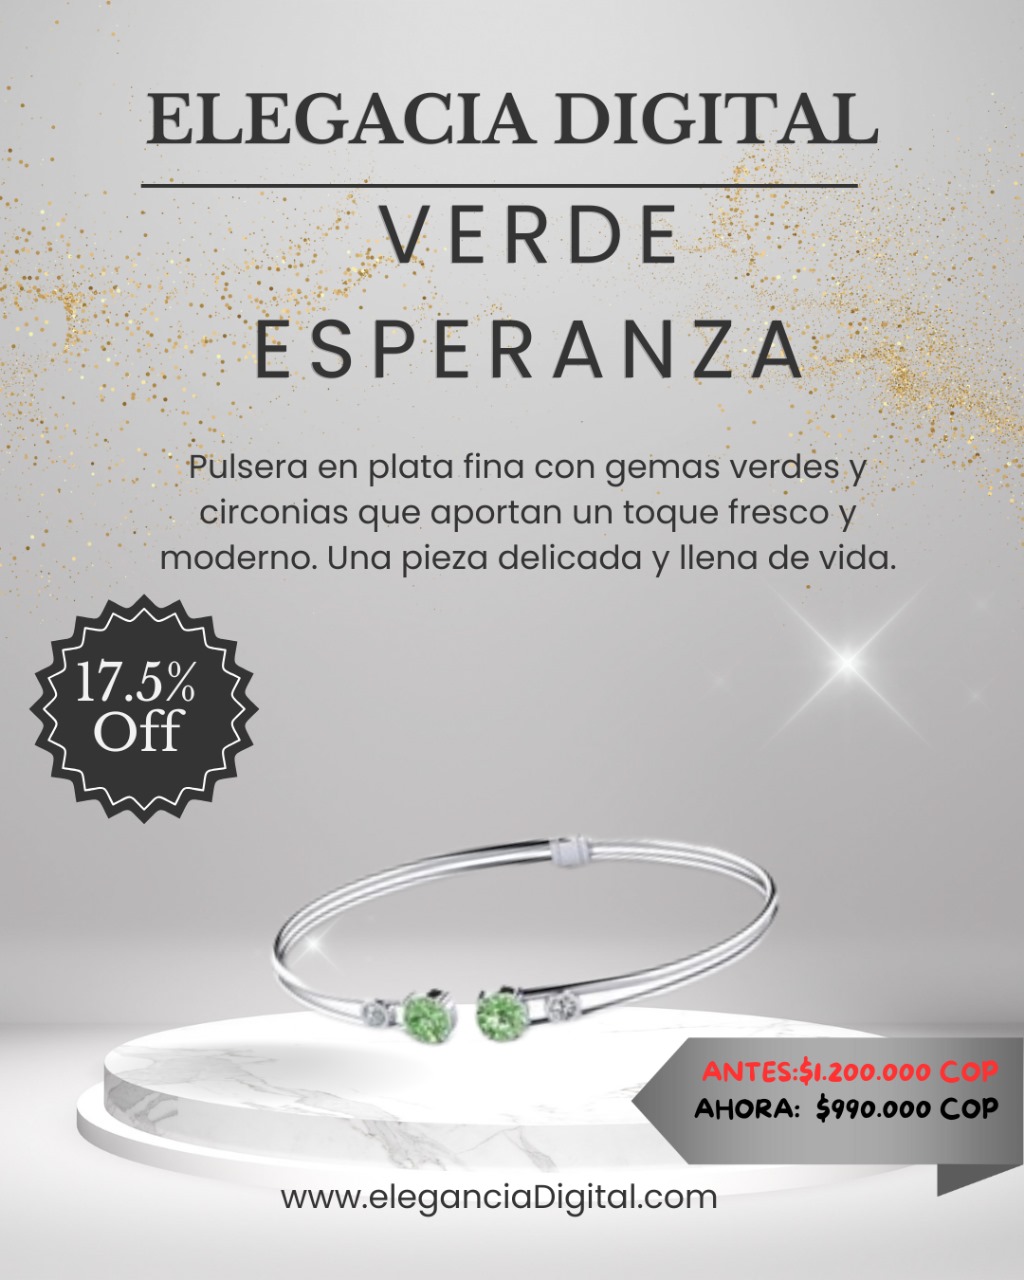 ELEGACIA DIGITAL
VERDE
ESPERANZA
Pulsera en plata fina con gemas verdes y
circonias que aportan un toque fresco y
moderno. Una pieza delicada y llena de vida.
17.5%
Off
ANTES:$1.200.000 COP
AHORA: $990.000 COP
www.eleganciaDigital.com